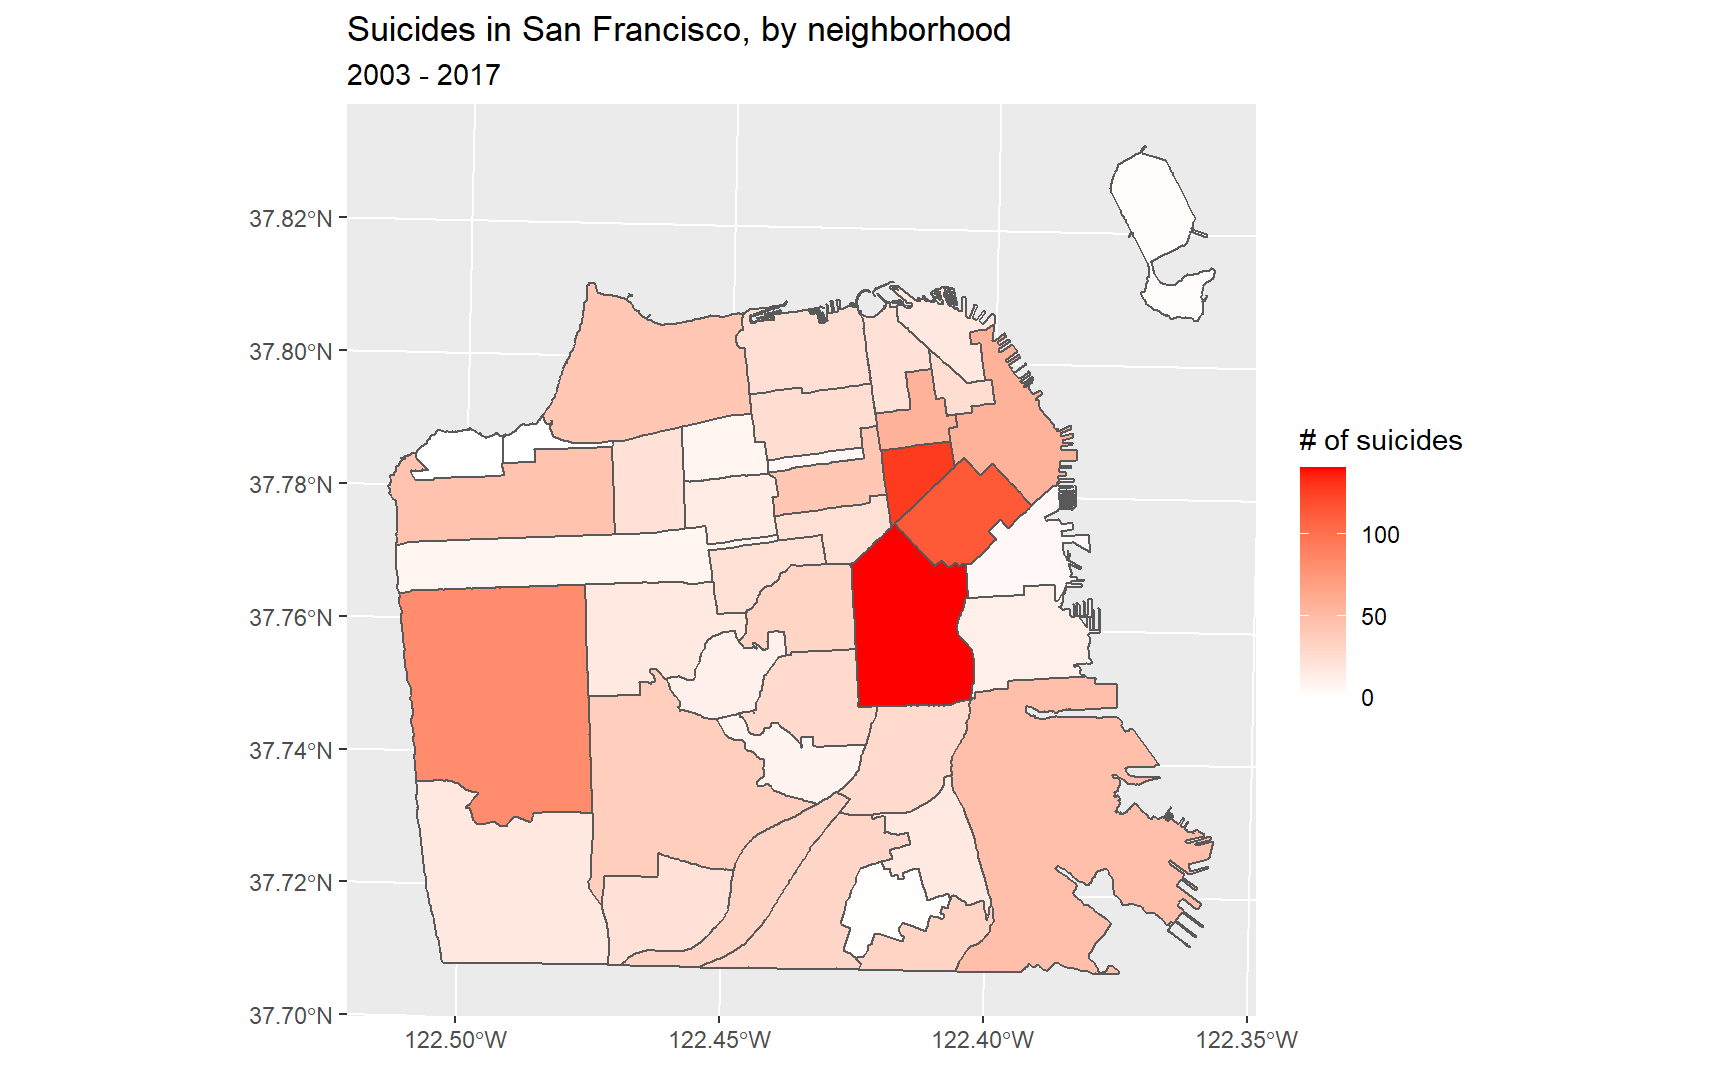 Suicides in San Francisco, by neighborhood
2003 - 2017
37.82°N
37.80°N
37.78°N
37.76°N
37.74°N
37.72°N
37.70°N
122.50°W
122.45°W
122.40°W
122.35°W
# of suicides
100
50
0